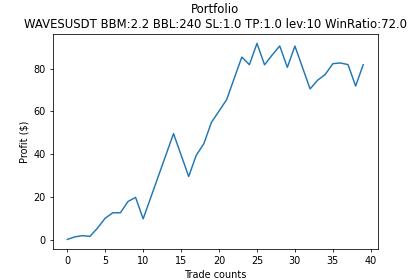 Portfolio
WAVESUSDT BBM:2.2 BBL:240 SL:1.0 TP:1.0 lev:10 WinRatio:72.0
80
60
40
20
0
Profit ($)
0 5 10 15 20 25 30 35 40
Trade counts